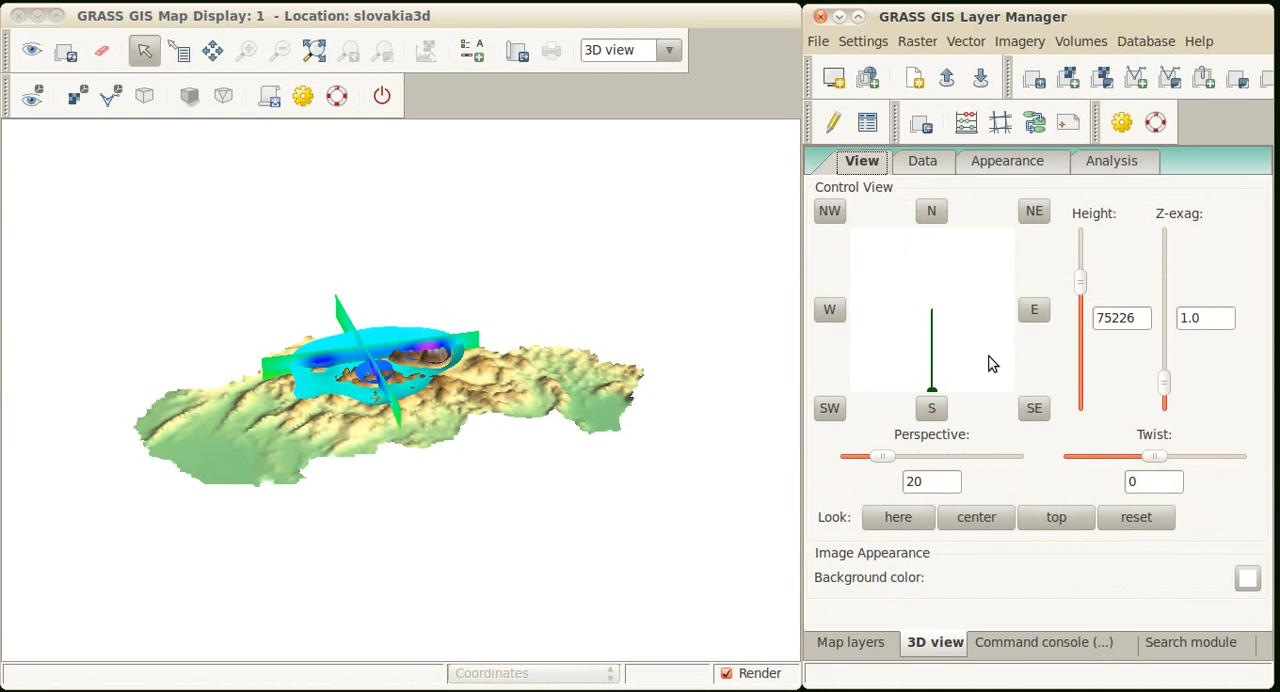 GRASS GIS Map Display: 1  - Location: slovakia3d
3D view
Coordinates
Render
GRASS GIS Layer Manager
File Settings Raster Vector Imagery Volumes Database Help
View Data Appearance Analysis
Control View
NW N NE
Height: Z-exag:
W E
75226 1.0
SW S SE
Perspective: Twist:
20 0
Look: here center top reset
Image Appearance
Background color:
Map layers 3D view Command console (...) Search module